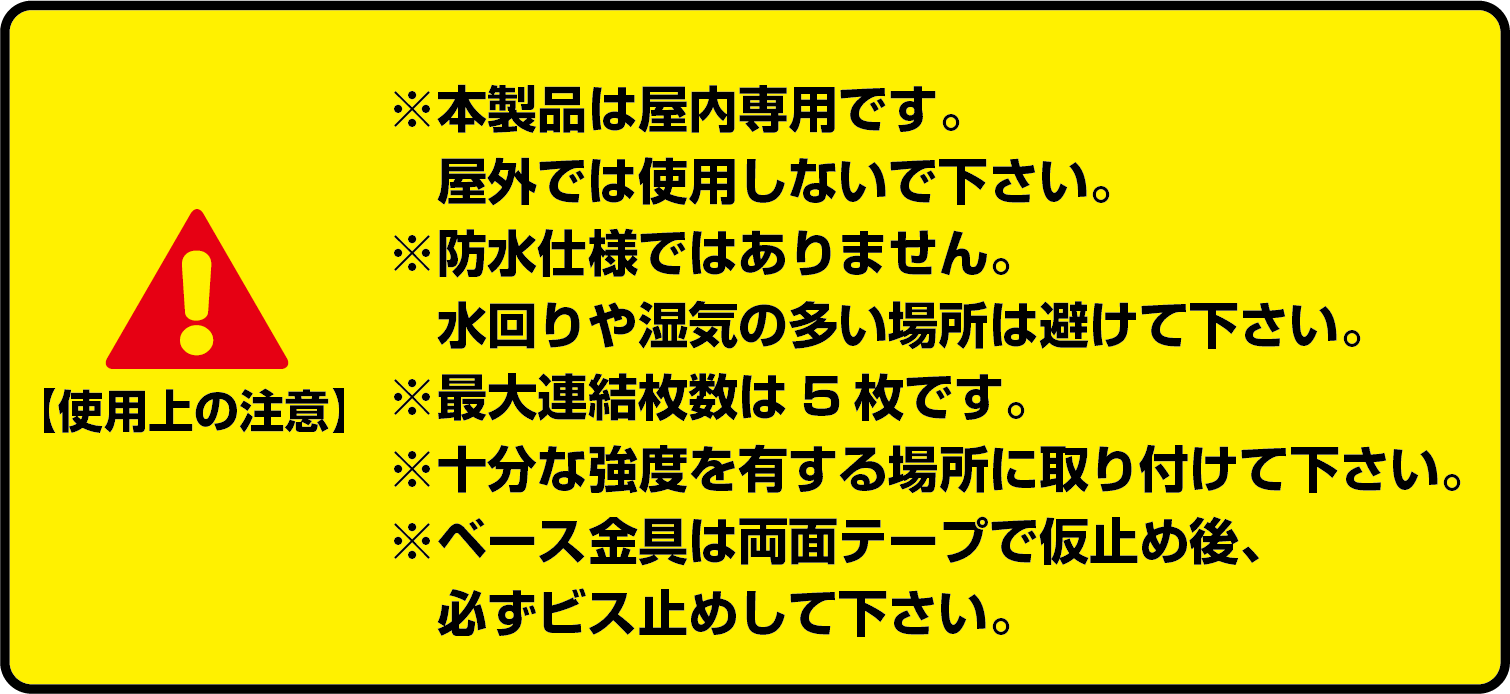 【使用上の注意】
※本製品は屋内専用です。
屋外では使用しないで下さい。
※防水仕様ではありません。
水回りや湿気の多い場所は避けて下さい。
※最大連結枚数は 5 枚です。
※十分な強度を有する場所に取り付けて下さい。
※ベース金具は両面テープで仮止め後、
必ずビス止めして下さい。